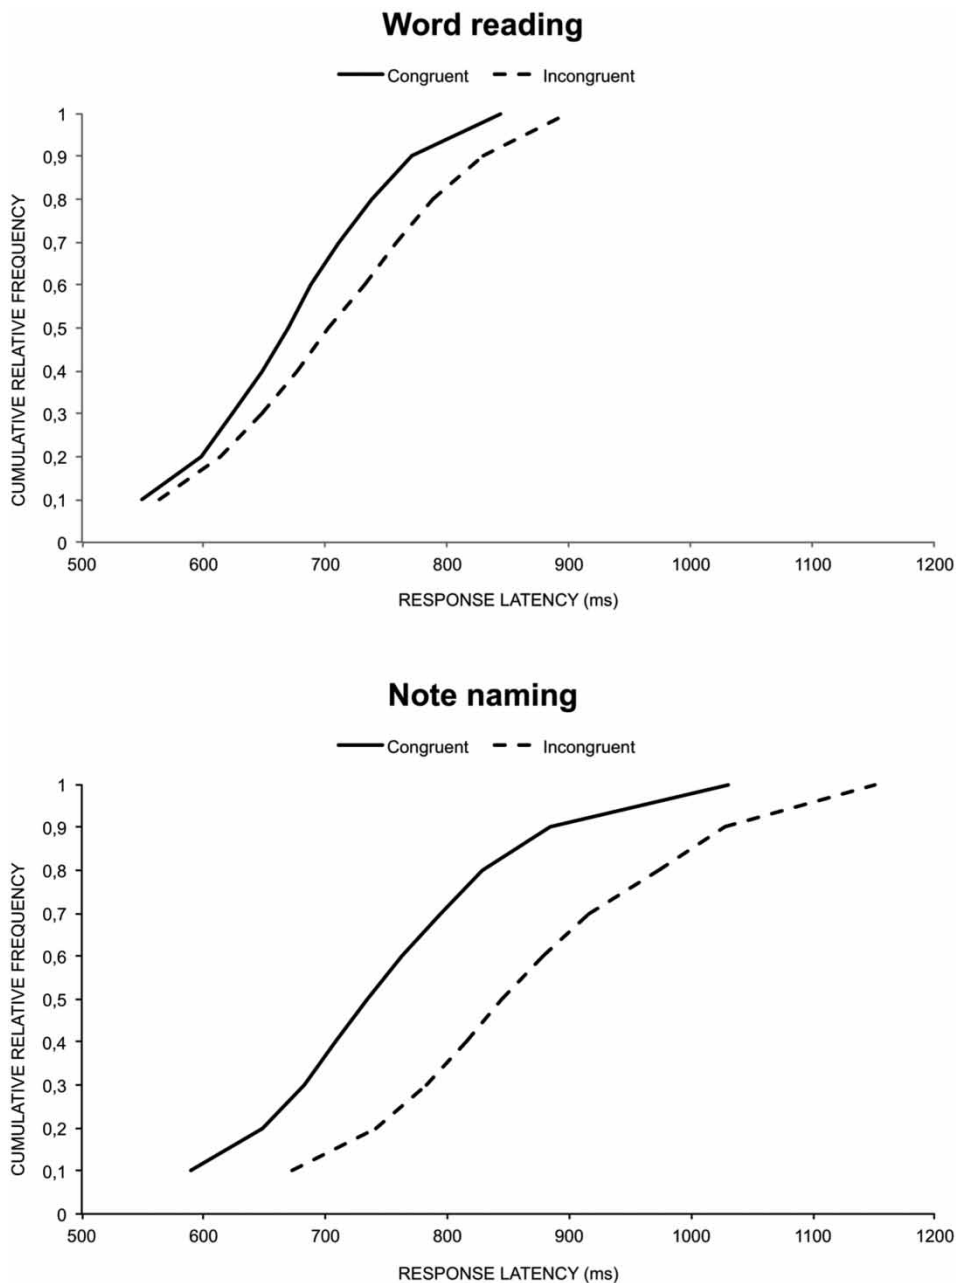 Word reading
Congruent Incongruent
CUMULATIVE RELATIVE FREQUENCY
1
0,9
0,8
0,7
0,6
0,5
0,4
0,3
0,2
0,1
0
500 600 700 800 900 1000 1100 1200
RESPONSE LATENCY (ms)
Note naming
Congruent Incongruent
CUMULATIVE RELATIVE FREQUENCY
1
0,9
0,8
0,7
0,6
0,5
0,4
0,3
0,2
0,1
0
500 600 700 800 900 1000 1100 1200
RESPONSE LATENCY (ms)